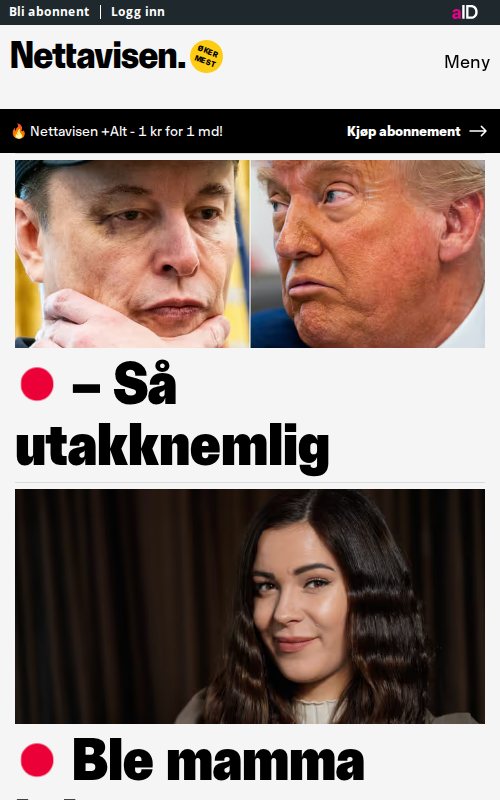 Bli abonnent | Logg inn
aID
Nettavisen.
ØKER
MEST
Meny
🔥 Nettavisen +Alt - 1 kr for 1 md!
Kjøp abonnement →
– Så
utakknemlig
Ble mamma